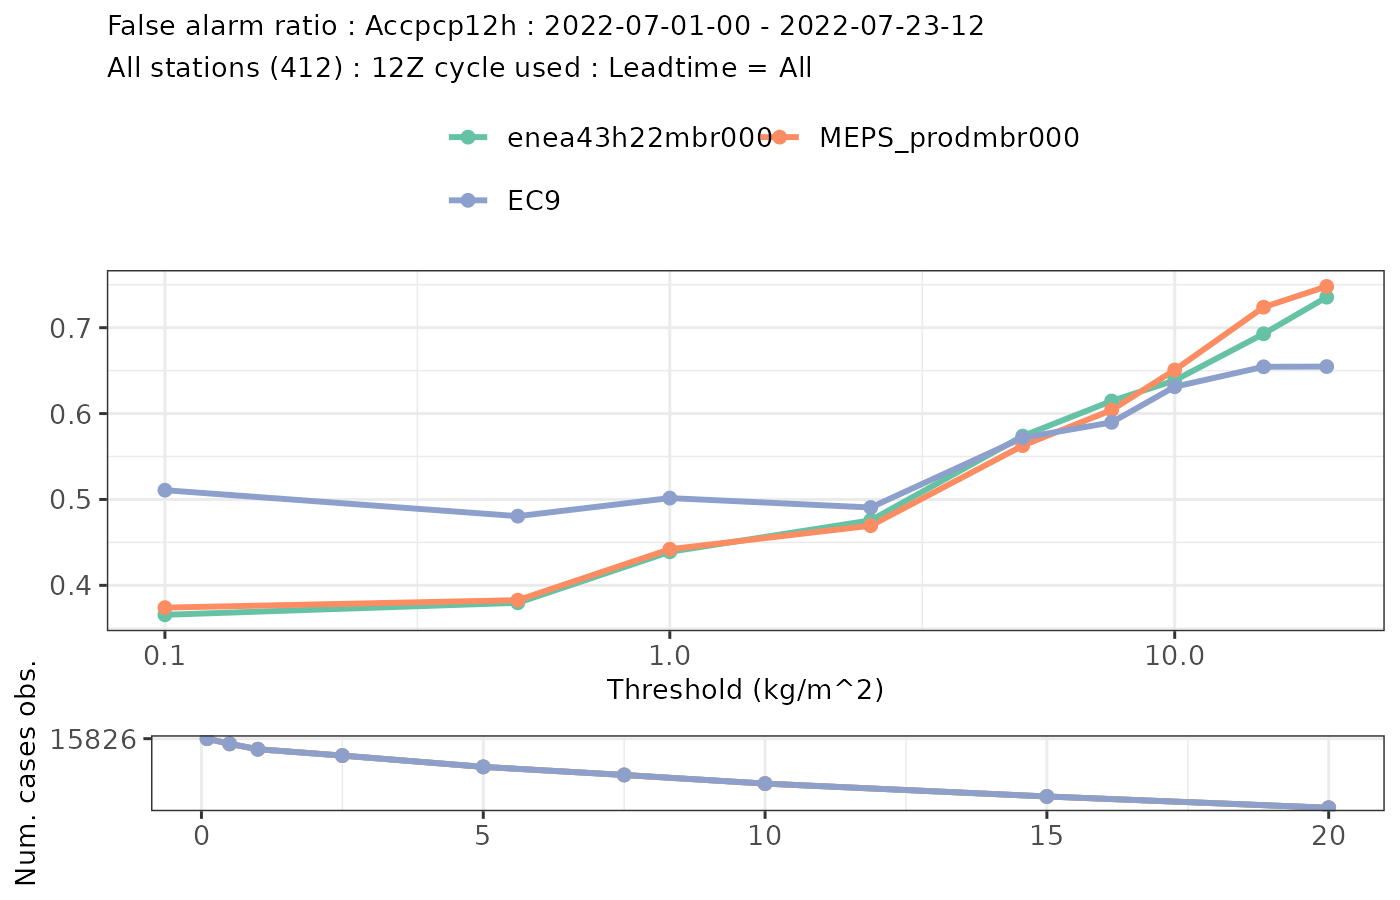 False alarm ratio : Accpcp12h : 2022-07-01-00 - 2022-07-23-12
All stations (412) : 12Z cycle used : Leadtime = All
enea43h22mbr000 MEPS_prodmbr000
EC9
0.7
0.6
0.5
0.4
0.1 1.0 10.0
Threshold (kg/m^2)
Num. cases obs.
15826
0 5 10 15 20